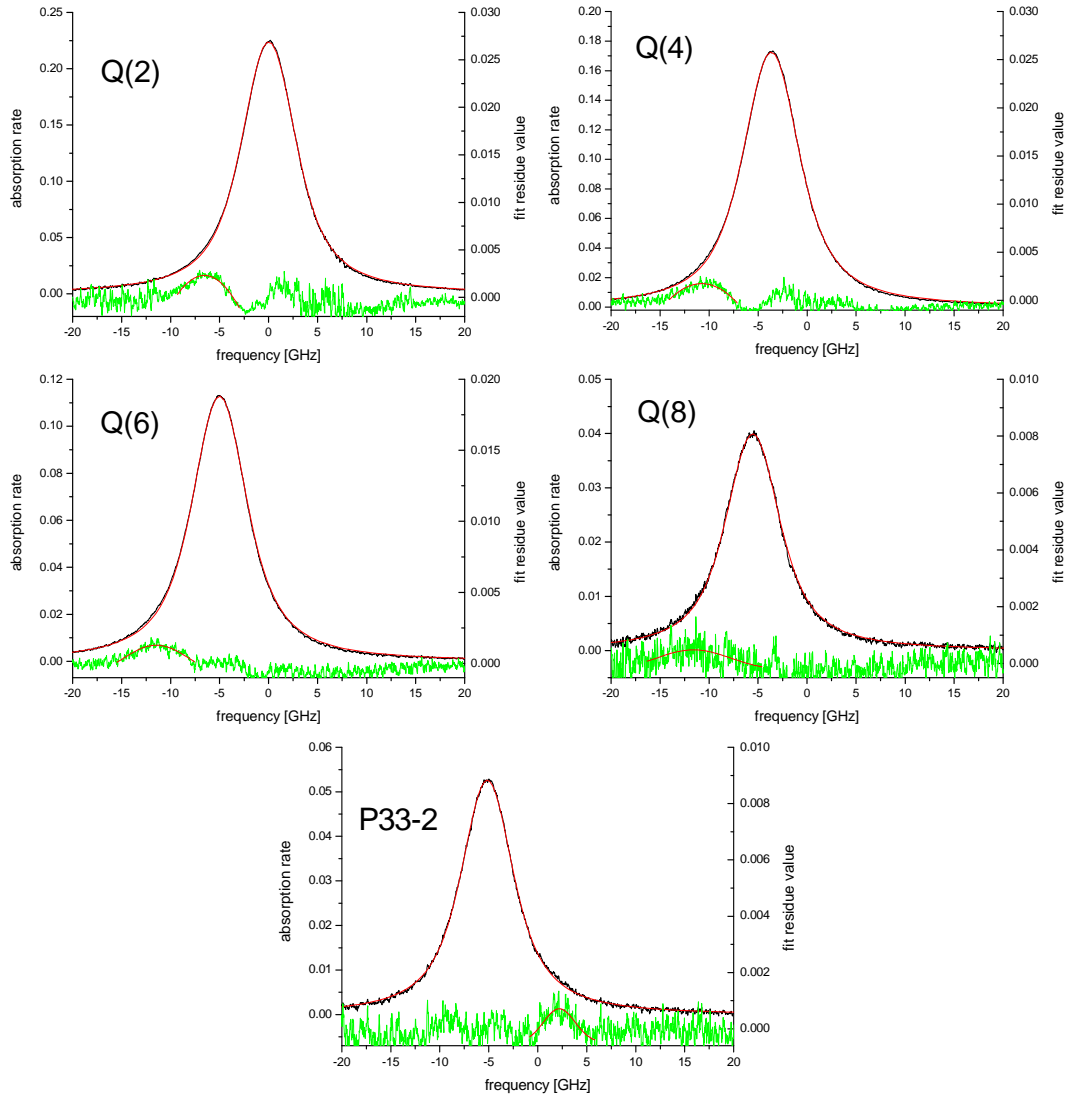 Q(2)
absorption rate
0.25
0.20
0.15
0.10
0.05
0.00
0.030
0.025
0.020
0.015
0.010
0.005
0.000
fit residue value
-20 -15 -10 -5 0 5 10 15 20
frequency [GHz]
Q(4)
absorption rate
0.20
0.18
0.16
0.14
0.12
0.10
0.08
0.06
0.04
0.02
0.00
0.030
0.025
0.020
0.015
0.010
0.005
0.000
fit residue value
-20 -15 -10 -5 0 5 10 15 20
frequency [GHz]
Q(6)
absorption rate
0.12
0.10
0.08
0.06
0.04
0.02
0.00
0.020
0.015
0.010
0.005
0.000
fit residue value
-20 -15 -10 -5 0 5 10 15 20
frequency [GHz]
Q(8)
absorption rate
0.05
0.04
0.03
0.02
0.01
0.00
0.010
0.008
0.006
0.004
0.002
0.000
fit residue value
-20 -15 -10 -5 0 5 10 15 20
frequency [GHz]
P33-2
absorption rate
0.06
0.05
0.04
0.03
0.02
0.01
0.00
0.010
0.008
0.006
0.004
0.002
0.000
fit residue value
-20 -15 -10 -5 0 5 10 15 20
frequency [GHz]